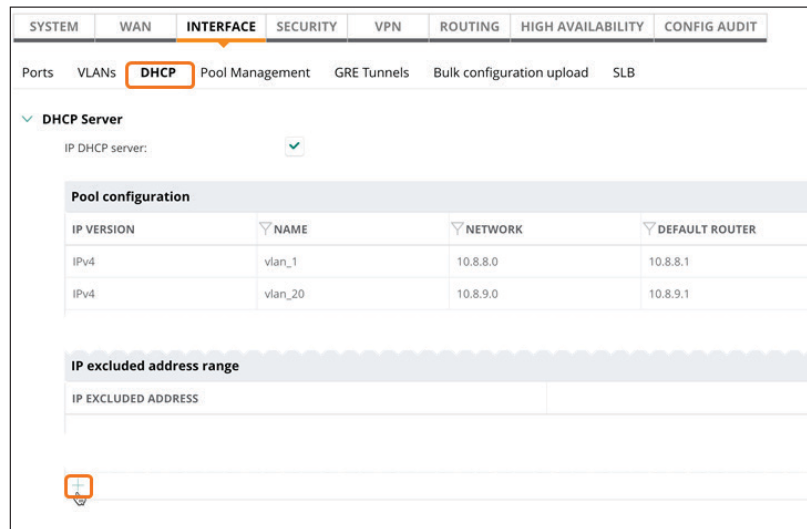 SYSTEM WAN INTERFACE SECURITY VPN ROUTING HIGH AVAILABILITY CONFIG AUDIT
Ports VLANs DHCP Pool Management GRE Tunnels Bulk configuration upload SLB
DHCP Server
IP DHCP server:
Pool configuration
IP VERSION NAME NETWORK DEFAULT ROUTER
IPv4 vlan_1 10.8.8.0 10.8.8.1
IPv4 vlan_20 10.8.9.0 10.8.9.1
IP excluded address range
IP EXCLUDED ADDRESS
+